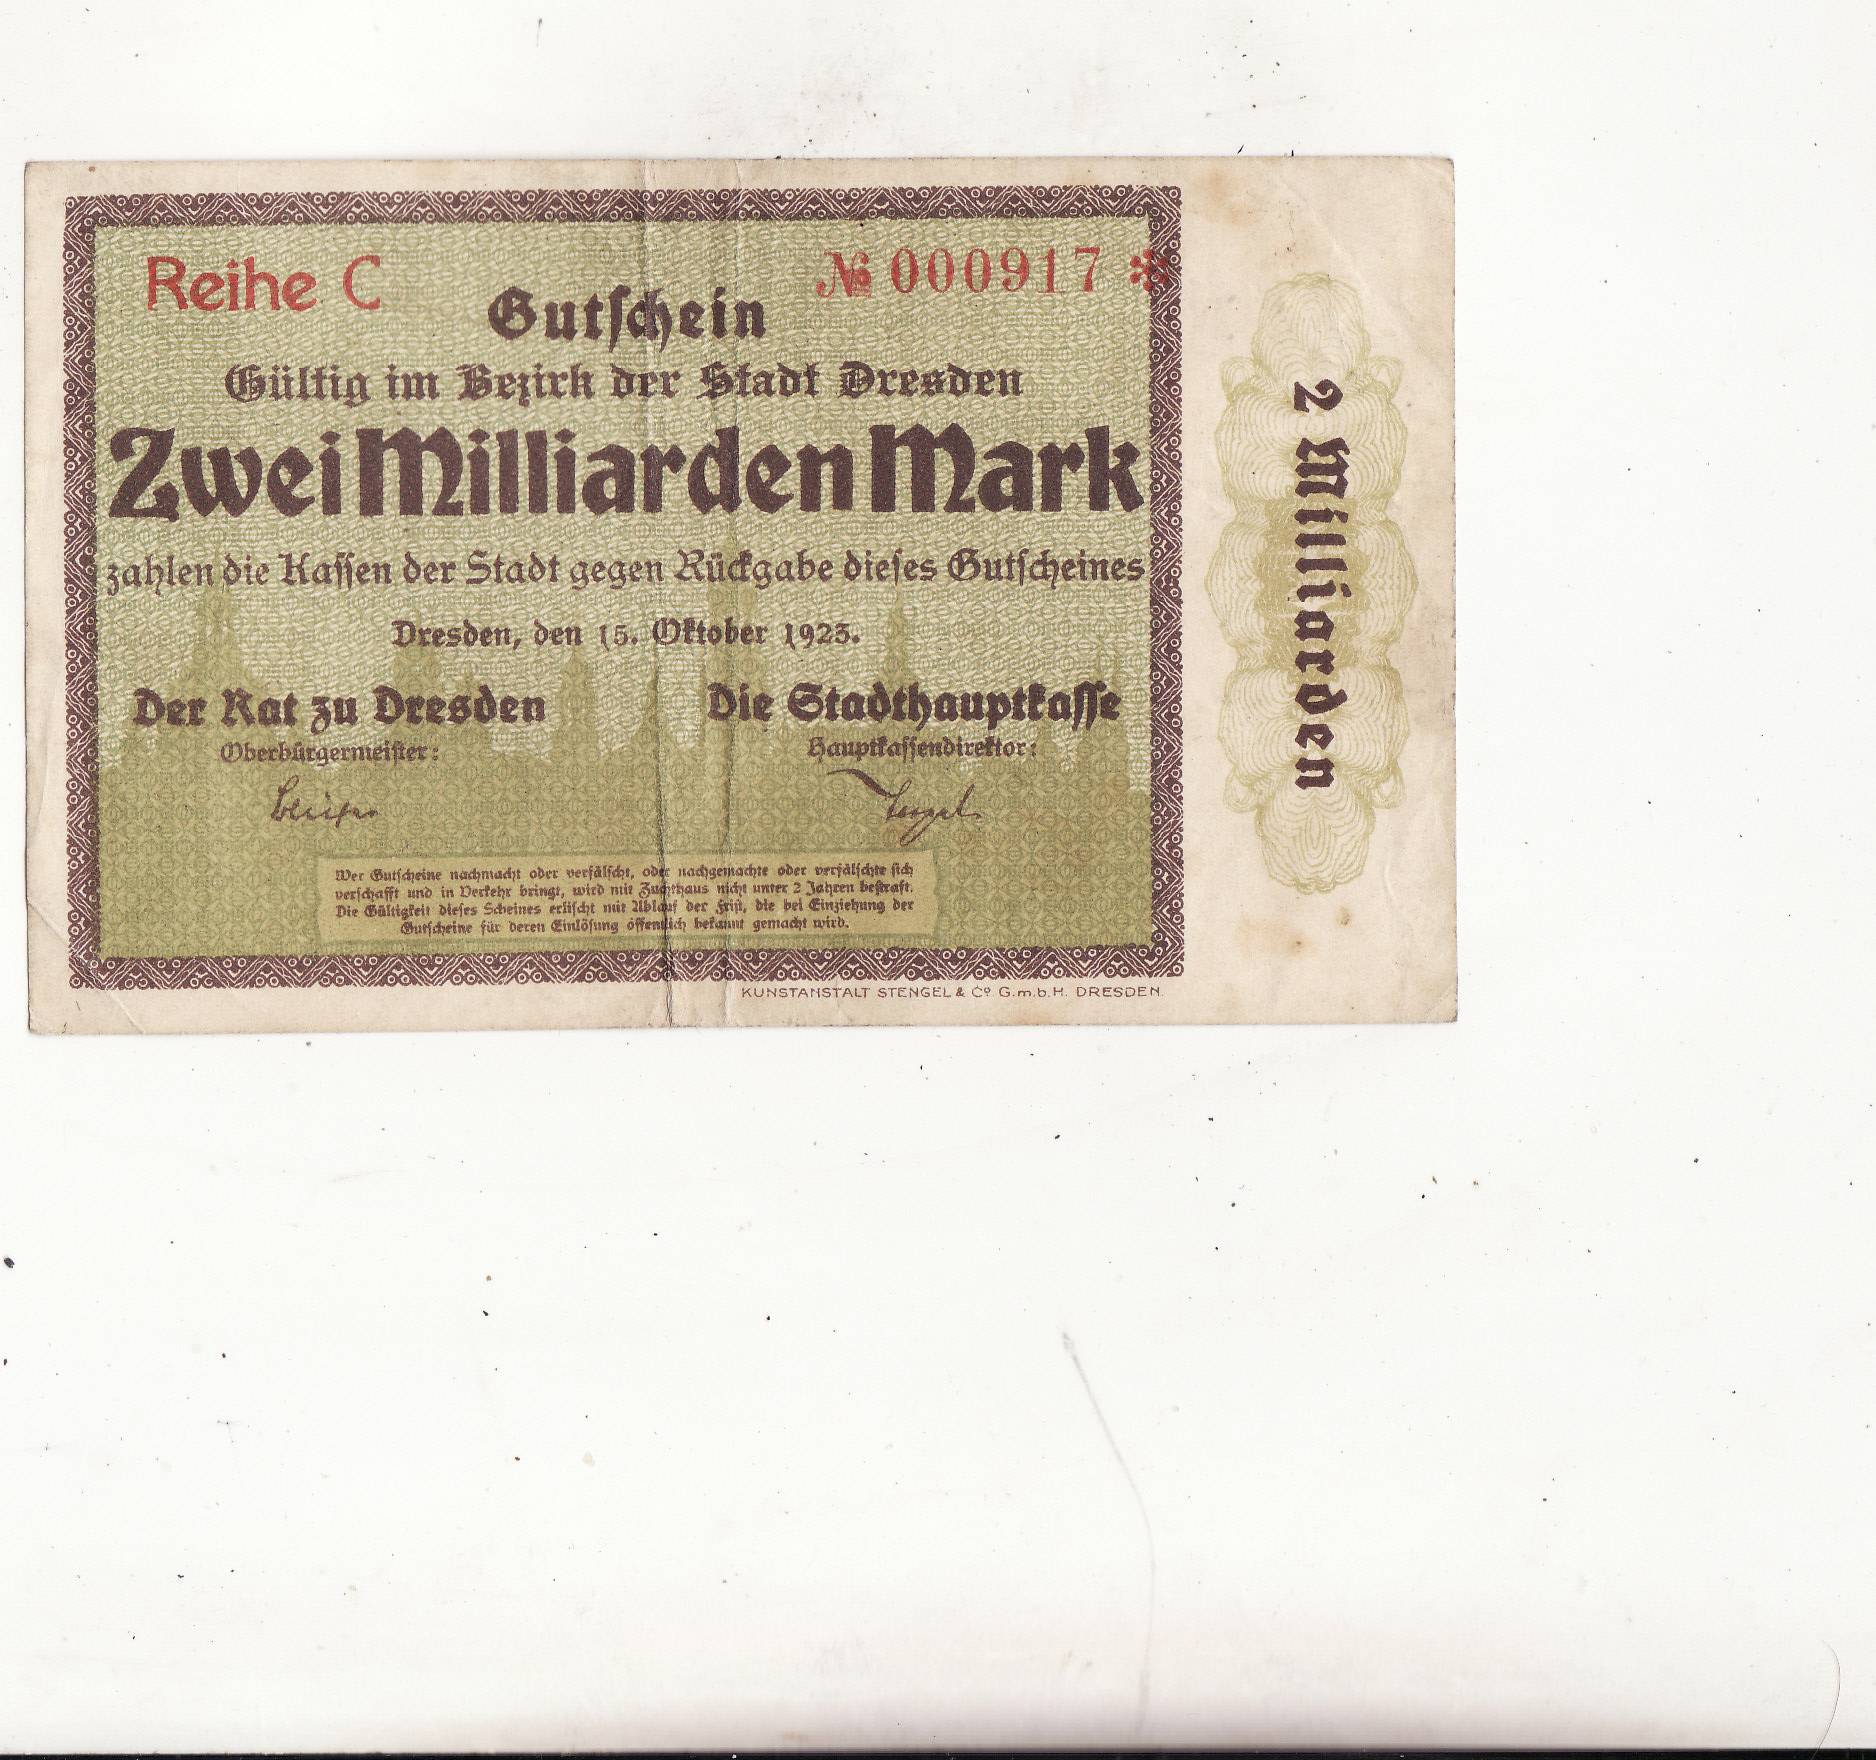 Reihe C
№ 000917 *
Gutschein
Gültig im Bezirk der Stadt Dresden
Zwei Milliarden Mark
zahlen die Kassen der Stadt gegen Rückgabe dieses Gutscheines
Dresden, den 15. Oktober 1923.
Der Rat zu Dresden
Oberbürgermeister:
Die Stadthauptkasse
Hauptkassendirektor:
Wer Gutscheine nachmacht oder verfälscht, oder nachgemachte oder verfälschte sich
verschafft und in Verkehr bringt, wird mit Zuchthaus nicht unter 2 Jahren bestraft.
Die Gültigkeit dieses Scheines erlischt mit Ablauf der Frist, die bei Einziehung der
Gutscheine für deren Einlösung öffentlich bekannt gemacht wird.
KUNSTANSTALT STENGEL & Co G.m.b.H. DRESDEN.
2 Milliarden